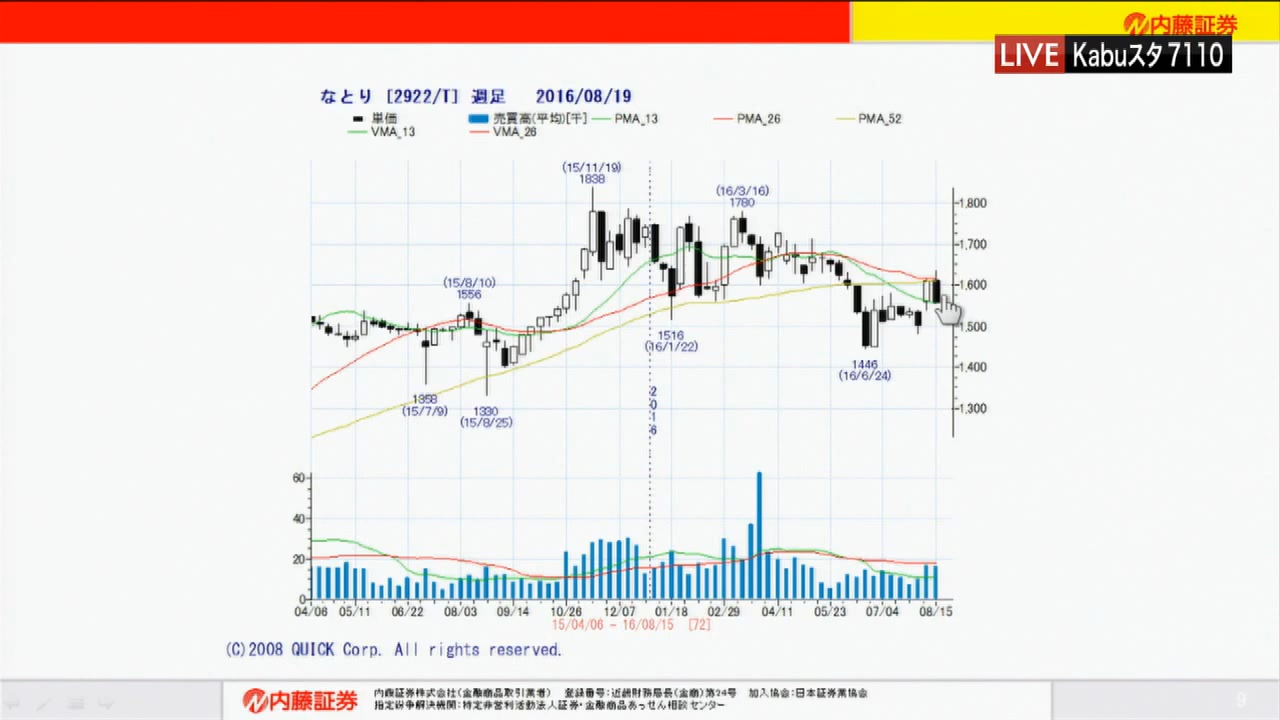 内藤証券
LIVE Kabuスタ 7110
なとり [2922/T] 週足 2016/08/19
単価 売買高(平均)[千] PMA_13 PMA_26 PMA_52
VMA_13 VMA_26
(15/11/19)
1838
(16/3/16)
1780
1,800
1,700
(15/8/10)
1556
1,600
1,500
1516
(16/1/22)
1446
(16/6/24)
1,400
1358
(15/7/9)
1330
(15/8/25)
2016
1,300
60
40
20
0
04/06 05/11 06/22 08/03 09/14 10/26 12/07 01/18 02/29 04/11 05/23 07/04 08/15
15/04/06 - 16/08/15 [72]
(C)2008 QUICK Corp. All rights reserved.
内藤証券
内藤証券株式会社(金融商品取引業者) 登録番号:近畿財務局長(金商)第24号 加入協会:日本証券業協会
指定紛争解決機関:特定非営利活動法人証券・金融商品あっせん相談センター
9